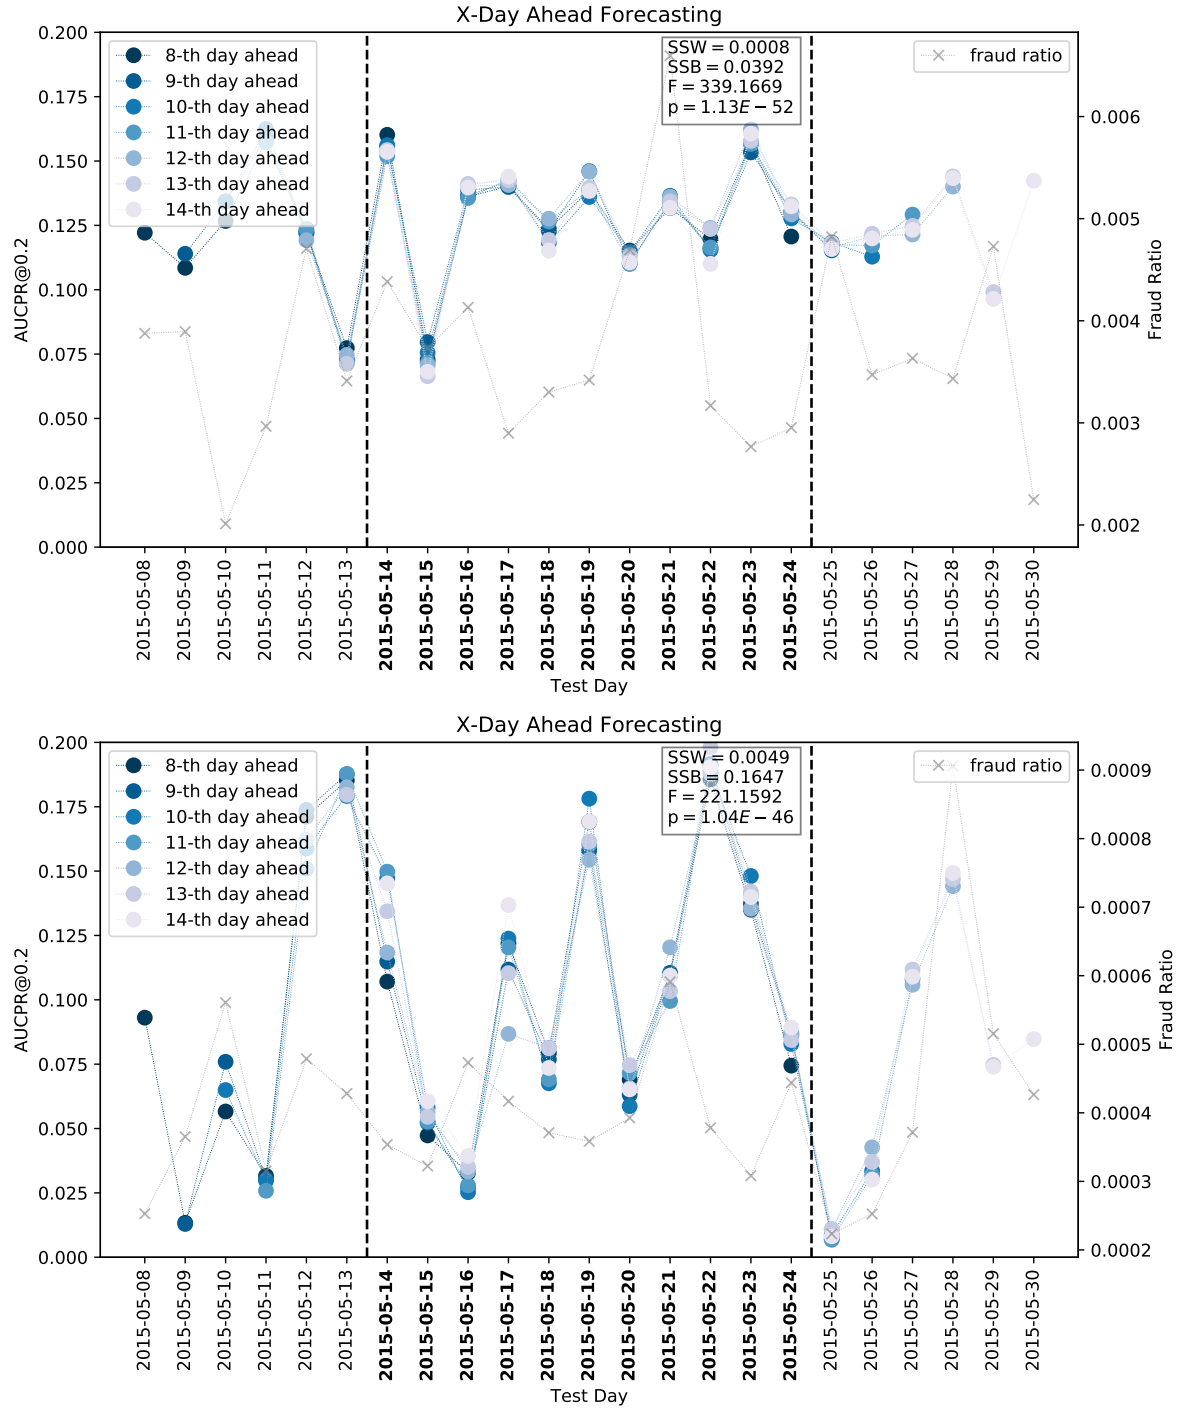 X-Day Ahead Forecasting
0.200
0.175
0.150
0.125
0.100
0.075
0.050
0.025
0.000
AUCPR@0.2
8-th day ahead
9-th day ahead
10-th day ahead
11-th day ahead
12-th day ahead
13-th day ahead
14-th day ahead
SSW = 0.0008
SSB = 0.0392
F = 339.1669
p = 1.13E − 52
fraud ratio
0.006
0.005
0.004
0.003
0.002
Fraud Ratio
2015-05-08
2015-05-09
2015-05-10
2015-05-11
2015-05-12
2015-05-13
2015-05-14
2015-05-15
2015-05-16
2015-05-17
2015-05-18
2015-05-19
2015-05-20
2015-05-21
2015-05-22
2015-05-23
2015-05-24
2015-05-25
2015-05-26
2015-05-27
2015-05-28
2015-05-29
2015-05-30
Test Day
X-Day Ahead Forecasting
0.200
0.175
0.150
0.125
0.100
0.075
0.050
0.025
0.000
AUCPR@0.2
8-th day ahead
9-th day ahead
10-th day ahead
11-th day ahead
12-th day ahead
13-th day ahead
14-th day ahead
SSW = 0.0049
SSB = 0.1647
F = 221.1592
p = 1.04E − 46
fraud ratio
0.0009
0.0008
0.0007
0.0006
0.0005
0.0004
0.0003
0.0002
Fraud Ratio
2015-05-08
2015-05-09
2015-05-10
2015-05-11
2015-05-12
2015-05-13
2015-05-14
2015-05-15
2015-05-16
2015-05-17
2015-05-18
2015-05-19
2015-05-20
2015-05-21
2015-05-22
2015-05-23
2015-05-24
2015-05-25
2015-05-26
2015-05-27
2015-05-28
2015-05-29
2015-05-30
Test Day